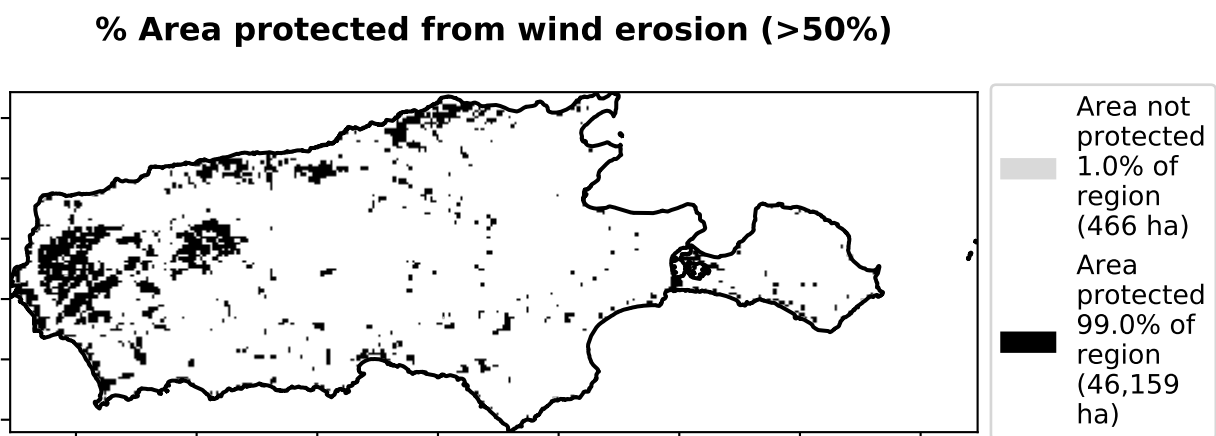 % Area protected from wind erosion (>50%)
Area not
protected
1.0% of
region
(466 ha)
Area
protected
99.0% of
region
(46,159
ha)